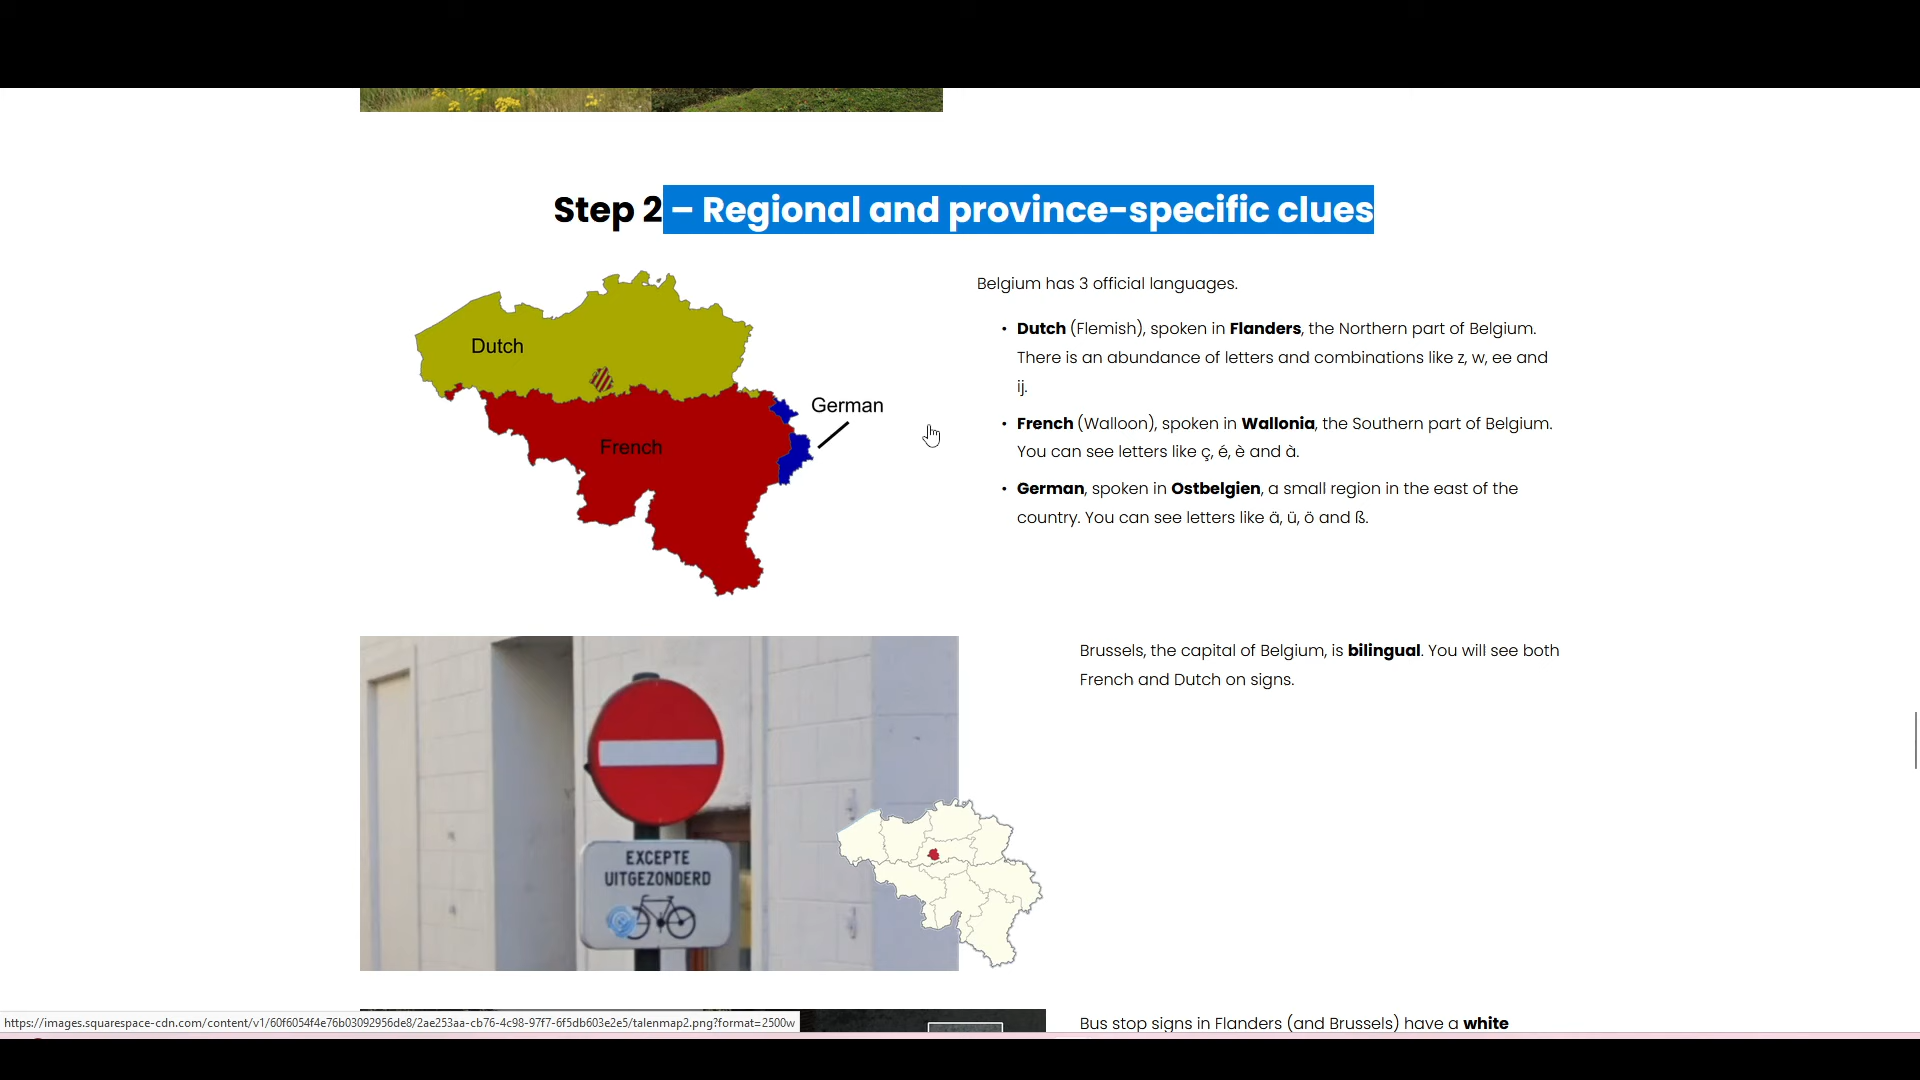 Step 2 – Regional and province-specific clues
Dutch
German
French
Belgium has 3 official languages.
• Dutch (Flemish), spoken in Flanders, the Northern part of Belgium.
There is an abundance of letters and combinations like z, w, ee and
ij.
• French (Walloon), spoken in Wallonia, the Southern part of Belgium.
You can see letters like ç, é, è and à.
• German, spoken in Ostbelgien, a small region in the east of the
country. You can see letters like ä, ü, ö and ß.
EXCEPTE
UITGEZONDERD
Brussels, the capital of Belgium, is bilingual. You will see both
French and Dutch on signs.
Bus stop signs in Flanders (and Brussels) have a white
https://images.squarespace-cdn.com/content/v1/60f6054f4e76b03092956de8/2ae253aa-cb76-4c98-97f7-6f5db603e2e5/talenmap2.png?format=2500w